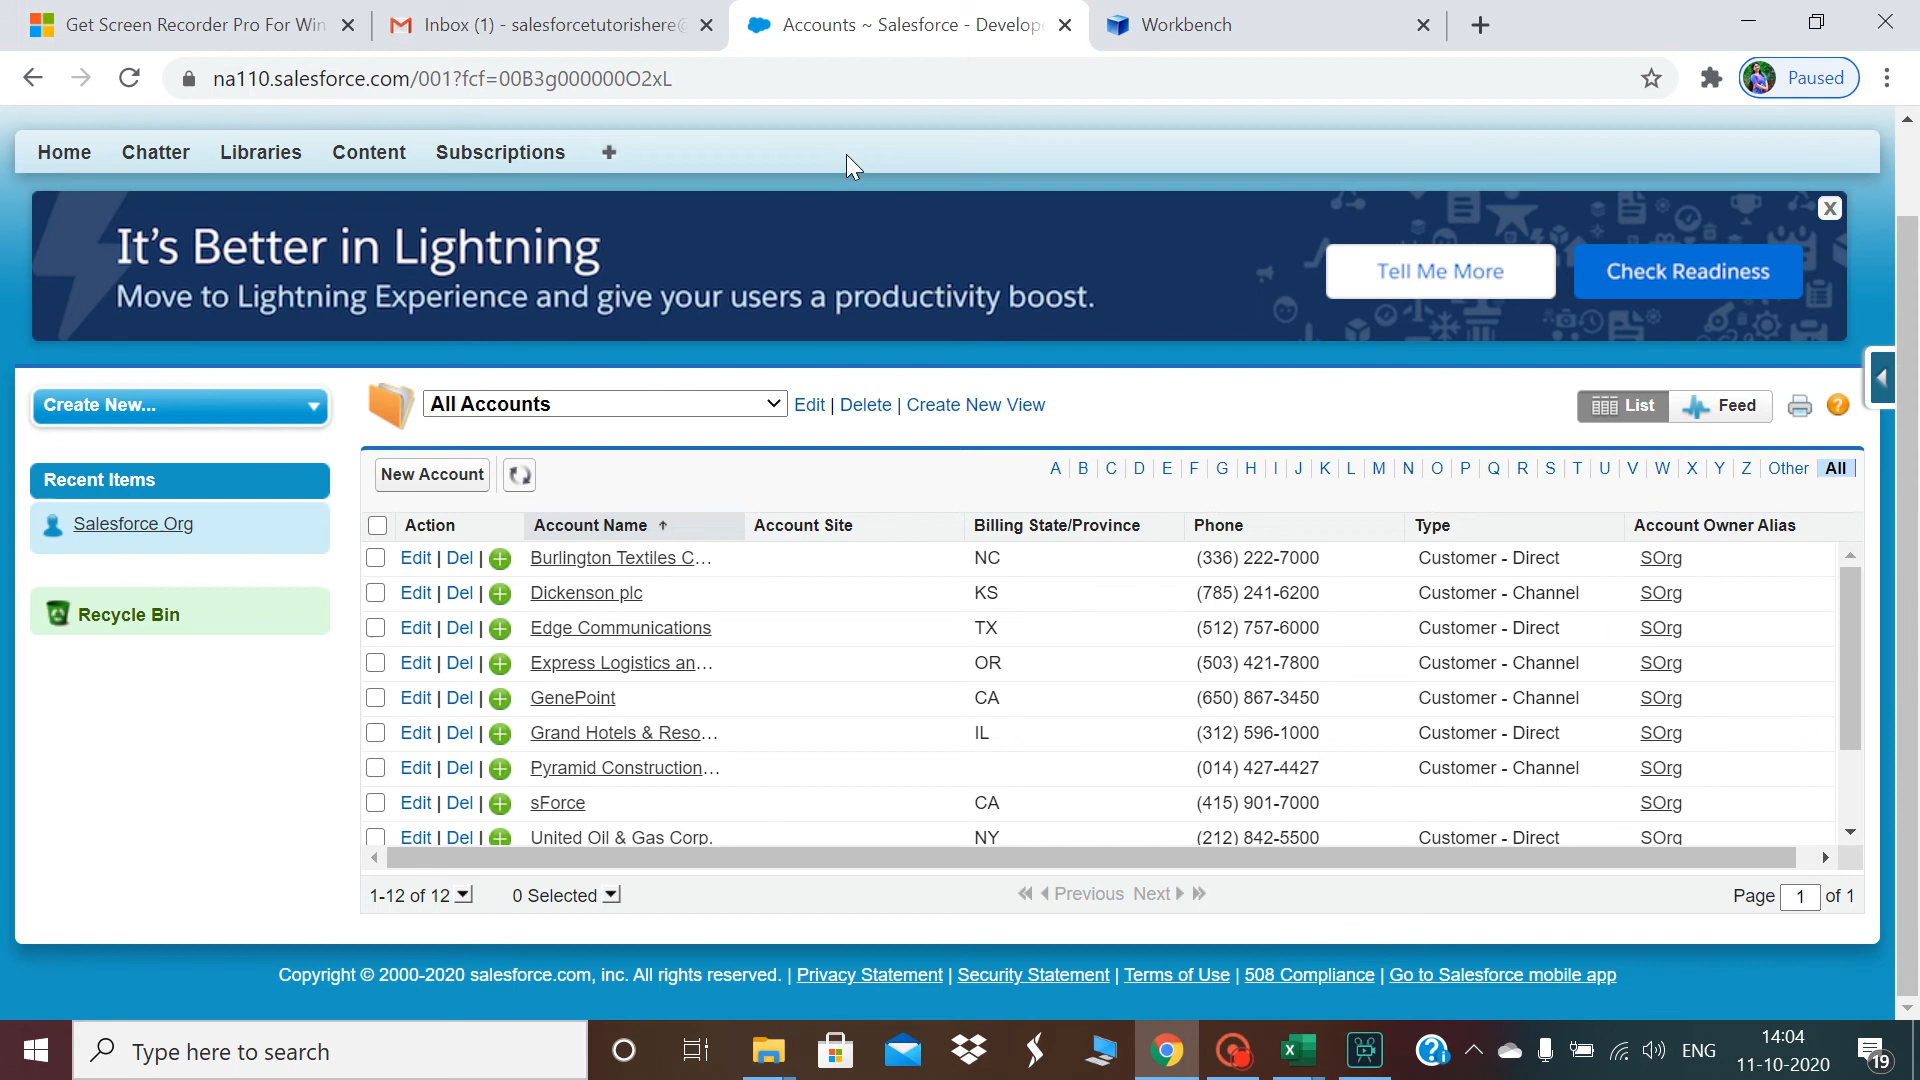 Get Screen Recorder Pro For Win
Inbox (1) - salesforcetutorishere@
Accounts ~ Salesforce - Develope
Workbench
na110.salesforce.com/001?fcf=00B3g000000O2xL
Paused
Home Chatter Libraries Content Subscriptions +
It's Better in Lightning
Move to Lightning Experience and give your users a productivity boost.
Tell Me More
Check Readiness
X
Create New...
All Accounts
Edit | Delete | Create New View
List
Feed
Recent Items
Salesforce Org
Recycle Bin
New Account
A | B | C | D | E | F | G | H | I | J | K | L | M | N | O | P | Q | R | S | T | U | V | W | X | Y | Z | Other All
Action Account Name Account Site Billing State/Province Phone Type Account Owner Alias
Edit | Del | Burlington Textiles C... NC (336) 222-7000 Customer - Direct SOrg
Edit | Del | Dickenson plc KS (785) 241-6200 Customer - Channel SOrg
Edit | Del | Edge Communications TX (512) 757-6000 Customer - Direct SOrg
Edit | Del | Express Logistics an... OR (503) 421-7800 Customer - Channel SOrg
Edit | Del | GenePoint CA (650) 867-3450 Customer - Channel SOrg
Edit | Del | Grand Hotels & Reso... IL (312) 596-1000 Customer - Direct SOrg
Edit | Del | Pyramid Construction... (014) 427-4427 Customer - Channel SOrg
Edit | Del | sForce CA (415) 901-7000 SOrg
Edit | Del | United Oil & Gas Corp. NY (212) 842-5500 Customer - Direct SOrg
1-12 of 12
0 Selected
Previous Next
Page 1 of 1
Copyright © 2000-2020 salesforce.com, inc. All rights reserved. | Privacy Statement | Security Statement | Terms of Use | 508 Compliance | Go to Salesforce mobile app
Type here to search
ENG
14:04
11-10-2020
19